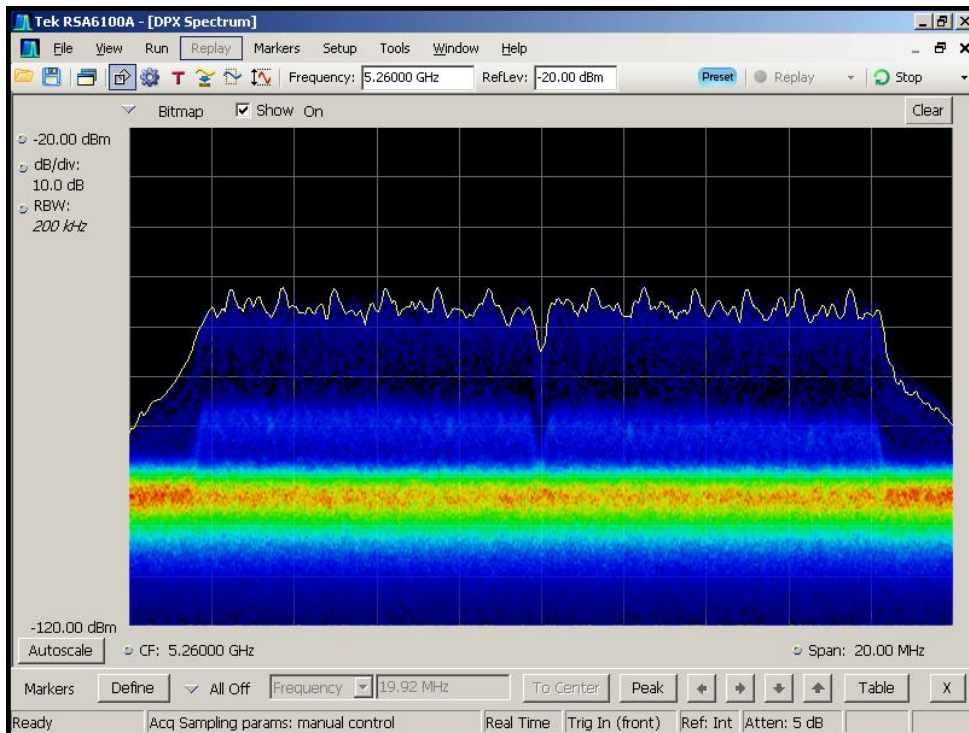 Tek RSA6100A - [DPX Spectrum]
File View Run Replay Markers Setup Tools Window Help
Frequency: 5.26000 GHz RefLev: -20.00 dBm Preset Replay Stop
Bitmap Show On Clear
-20.00 dBm
dB/div:
10.0 dB
RBW:
200 kHz
-120.00 dBm
Autoscale CF: 5.26000 GHz Span: 20.00 MHz
Markers Define All Off Frequency 19.92 MHz To Center Peak Table X
Ready Acq Sampling params: manual control Real Time Trig In (front) Ref: Int Atten: 5 dB